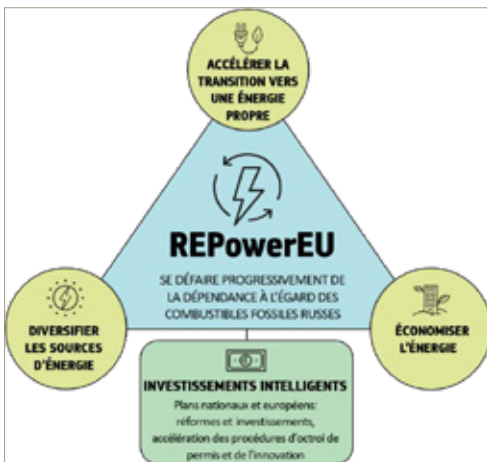 ACCÉLÉRER LA
TRANSITION VERS
UNE ÉNERGIE
PROPRE
REPowerEU
SE DÉFAIRE PROGRESSIVEMENT DE
LA DÉPENDANCE À L'ÉGARD DES
COMBUSTIBLES FOSSILES RUSSES
DIVERSIFIER
LES SOURCES
D'ÉNERGIE
ÉCONOMISER
L'ÉNERGIE
INVESTISSEMENTS INTELLIGENTS
Plans nationaux et européens:
réformes et investissements,
accélération des procédures d'octroi de
permis et de l'innovation